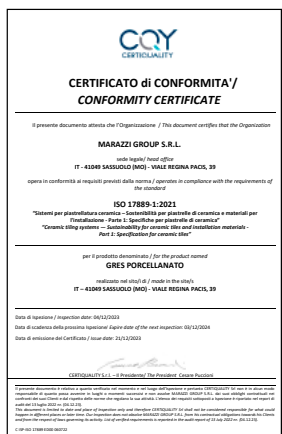 CQY
CERTIQUALITY
CERTIFICATO di CONFORMITA'/
CONFORMITY CERTIFICATE
Il presente documento attesta che l'Organizzazione / This document certifies that the Organization
MARAZZI GROUP S.R.L.
sede legale/ head office
IT - 41049 SASSUOLO (MO) - VIALE REGINA PACIS, 39
opera in conformità ai requisiti previsti dalla norma / operates in compliance with the requirements of
the standard
ISO 17889-1:2021
"Sistemi per piastrellatura ceramica – Sostenibilità per piastrelle di ceramica e materiali per
l'installazione - Parte 1: Specifiche per piastrelle di ceramica"
"Ceramic tiling systems — Sustainability for ceramic tiles and installation materials -
Part 1: Specification for ceramic tiles"
per il prodotto denominato / for the product named
GRES PORCELLANATO
realizzato nel sito/i di / made in the site/s
IT – 41049 SASSUOLO (MO) - VIALE REGINA PACIS, 39
Data di ispezione / Inspection date: 04/12/2023
Data di scadenza della prossima ispezione/ Expire date of the next inspection: 03/12/2024
Data di emissione del Certificato / Issue date: 21/12/2023
CERTIQUALITY S.r.l. – Il Presidente/ The President Cesare Puccioni